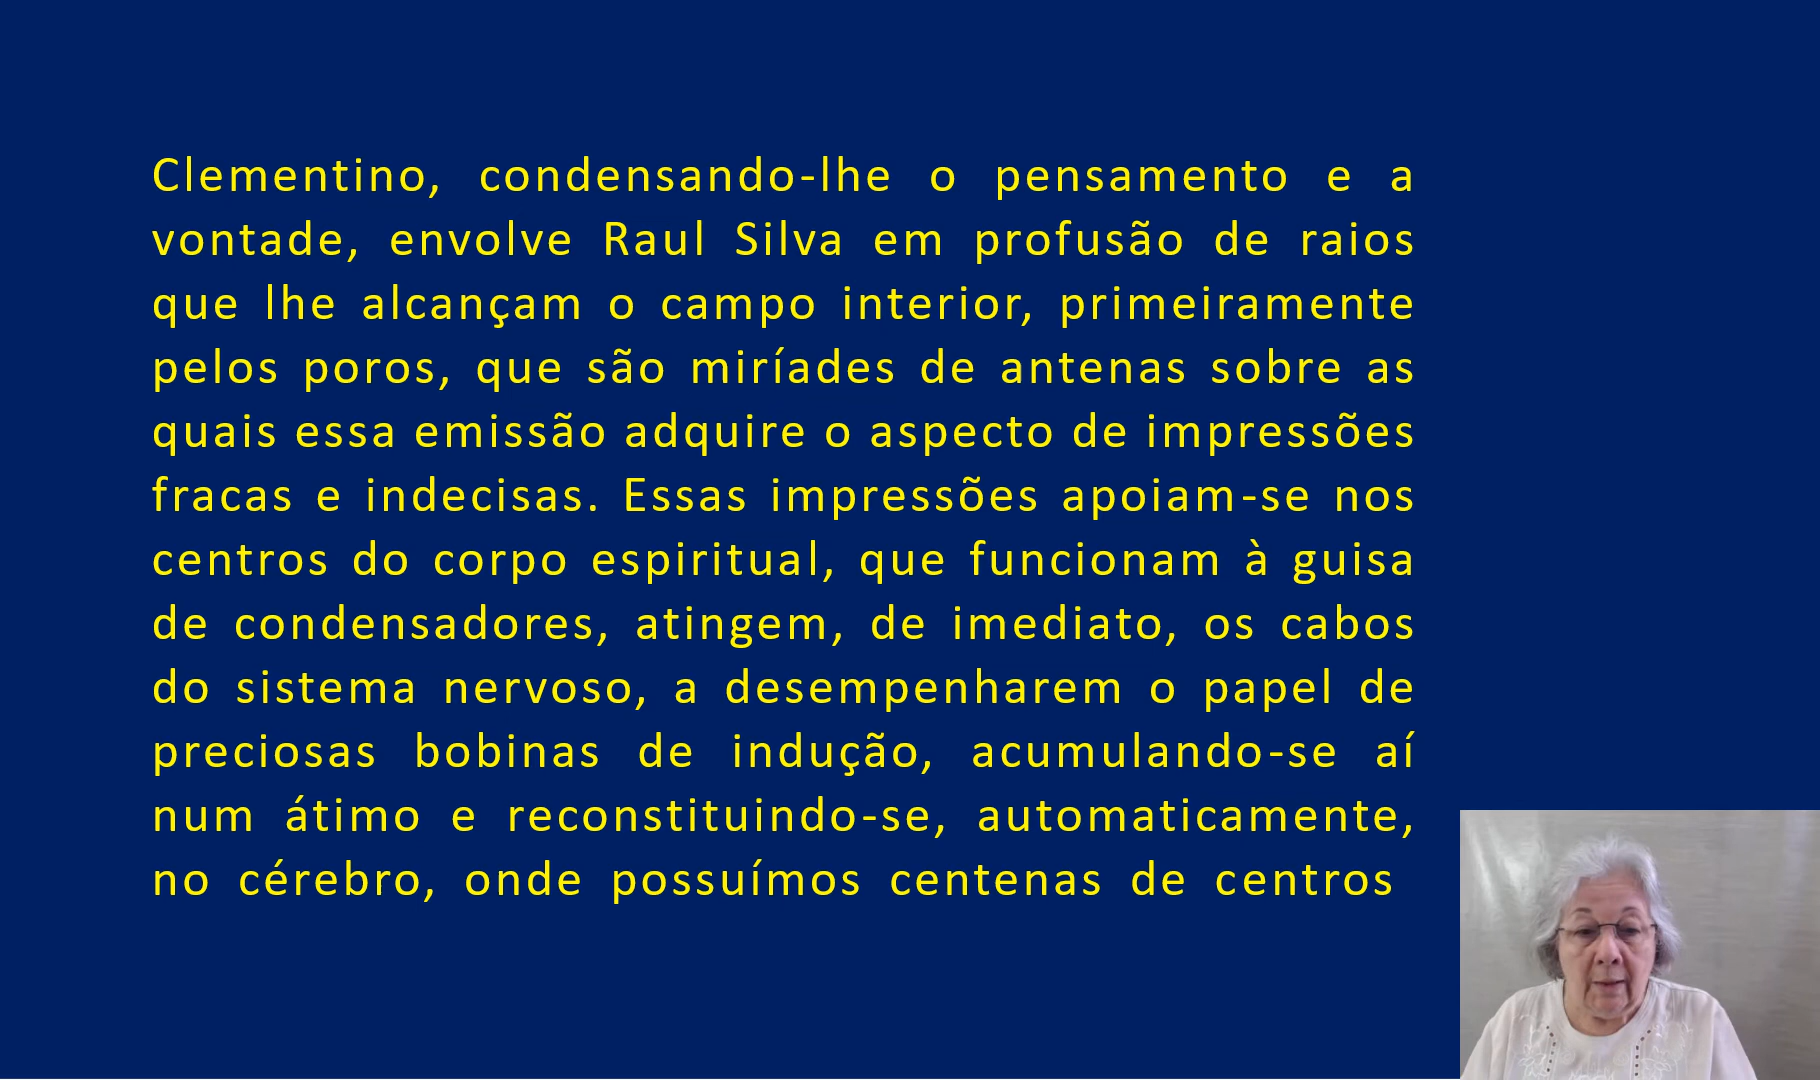 Clementino, condensando-lhe o pensamento e a
vontade, envolve Raul Silva em profusão de raios
que lhe alcançam o campo interior, primeiramente
pelos poros, que são miríades de antenas sobre as
quais essa emissão adquire o aspecto de impressões
fracas e indecisas. Essas impressões apoiam-se nos
centros do corpo espiritual, que funcionam à guisa
de condensadores, atingem, de imediato, os cabos
do sistema nervoso, a desempenharem o papel de
preciosas bobinas de indução, acumulando-se aí
num átimo e reconstituindo-se, automaticamente,
no cérebro, onde possuímos centenas de centros